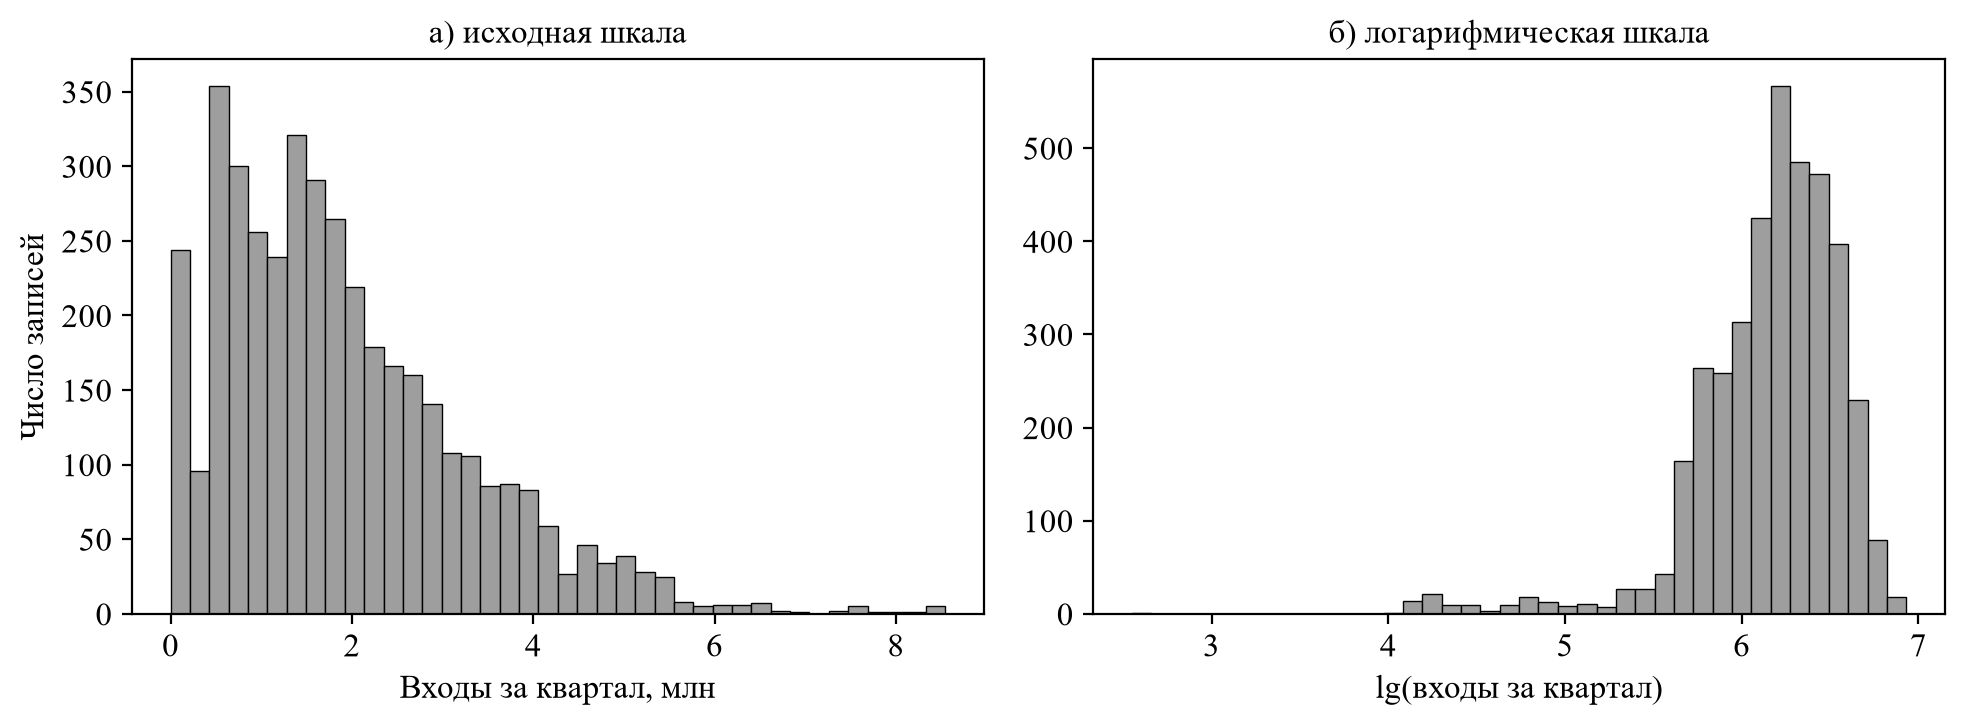 а) исходная шкала
350
300
250
200
150
100
50
0
Число записей
0 2 4 6 8
Входы за квартал, млн
б) логарифмическая шкала
500
400
300
200
100
0
3 4 5 6 7
lg(входы за квартал)